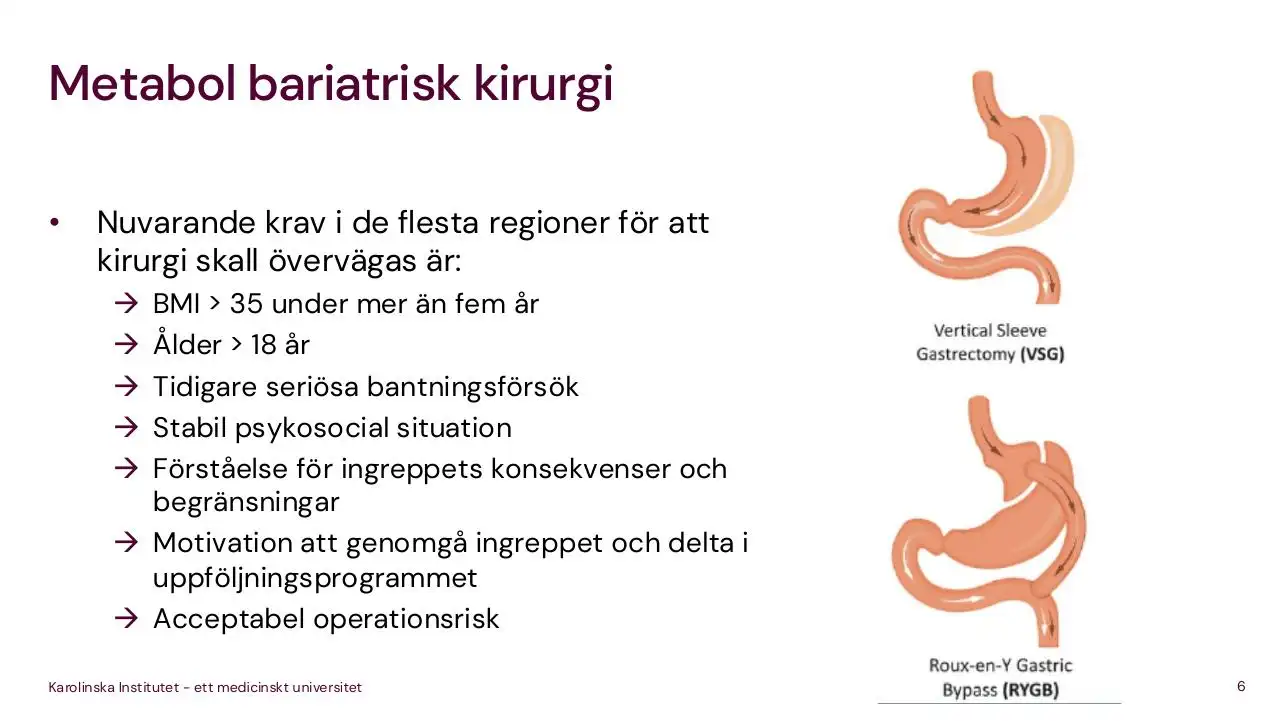 Metabol bariatrisk kirurgi
• Nuvarande krav i de flesta regioner för att
kirurgi skall övervägas är:
→ BMI > 35 under mer än fem år
→ Ålder > 18 år
→ Tidigare seriösa bantningsförsök
→ Stabil psykosocial situation
→ Förståelse för ingreppets konsekvenser och
begränsningar
→ Motivation att genomgå ingreppet och delta i
uppföljningsprogrammet
→ Acceptabel operationsrisk
Vertical Sleeve
Gastrectomy (VSG)
Roux-en-Y Gastric
Bypass (RYGB)
Karolinska Institutet - ett medicinskt universitet
6